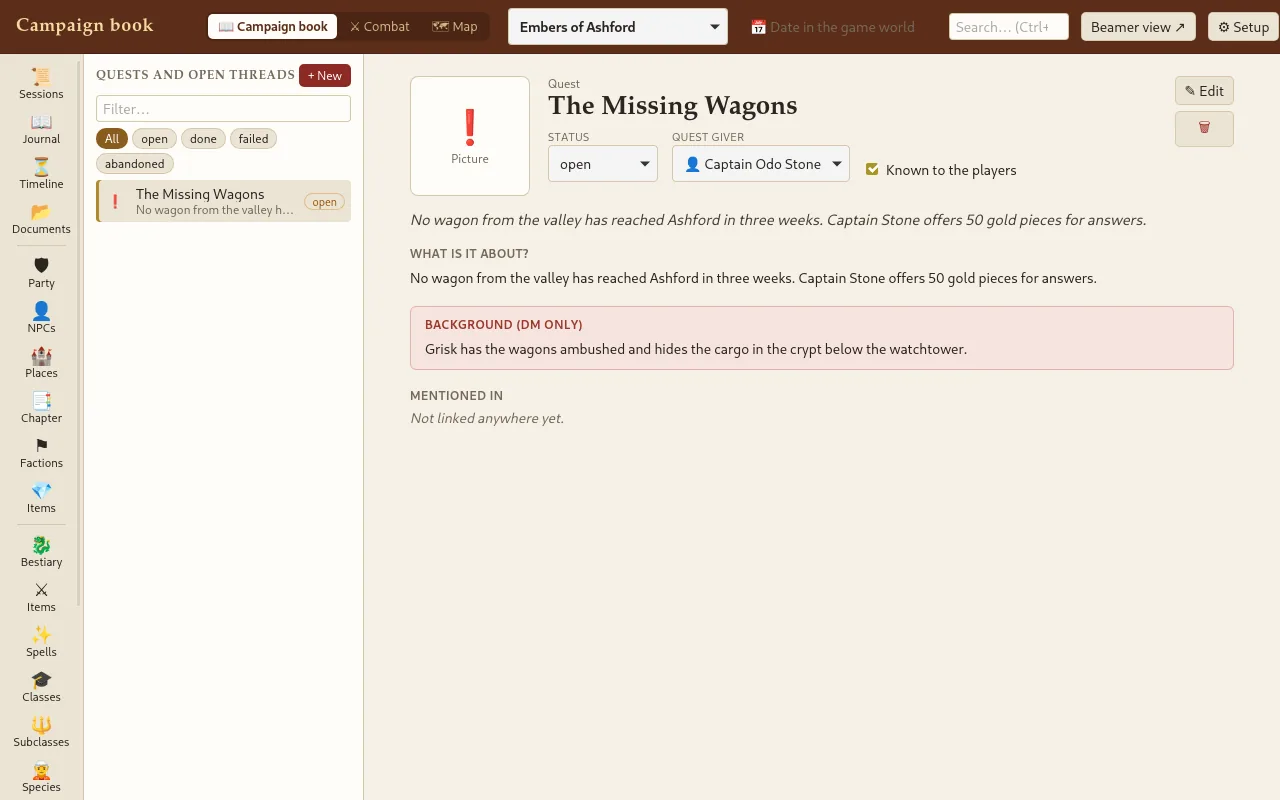 Campaign book
📖 Campaign book
⚔ Combat
🗺 Map
Embers of Ashford
📅 Date in the game world
Search... (Ctrl+
Beamer view ↗
⚙ Setup
Sessions
Journal
Timeline
Documents
Party
NPCs
Places
Chapter
Factions
Items
Bestiary
Items
Spells
Classes
Subclasses
Species
QUESTS AND OPEN THREADS
+ New
Filter...
All
open
done
failed
abandoned
The Missing Wagons
No wagon from the valley h...
open
Picture
Quest
The Missing Wagons
STATUS
QUEST GIVER
open
👤 Captain Odo Stone
Known to the players
✎ Edit
No wagon from the valley has reached Ashford in three weeks. Captain Stone offers 50 gold pieces for answers.
WHAT IS IT ABOUT?
No wagon from the valley has reached Ashford in three weeks. Captain Stone offers 50 gold pieces for answers.
BACKGROUND (DM ONLY)
Grisk has the wagons ambushed and hides the cargo in the crypt below the watchtower.
MENTIONED IN
Not linked anywhere yet.